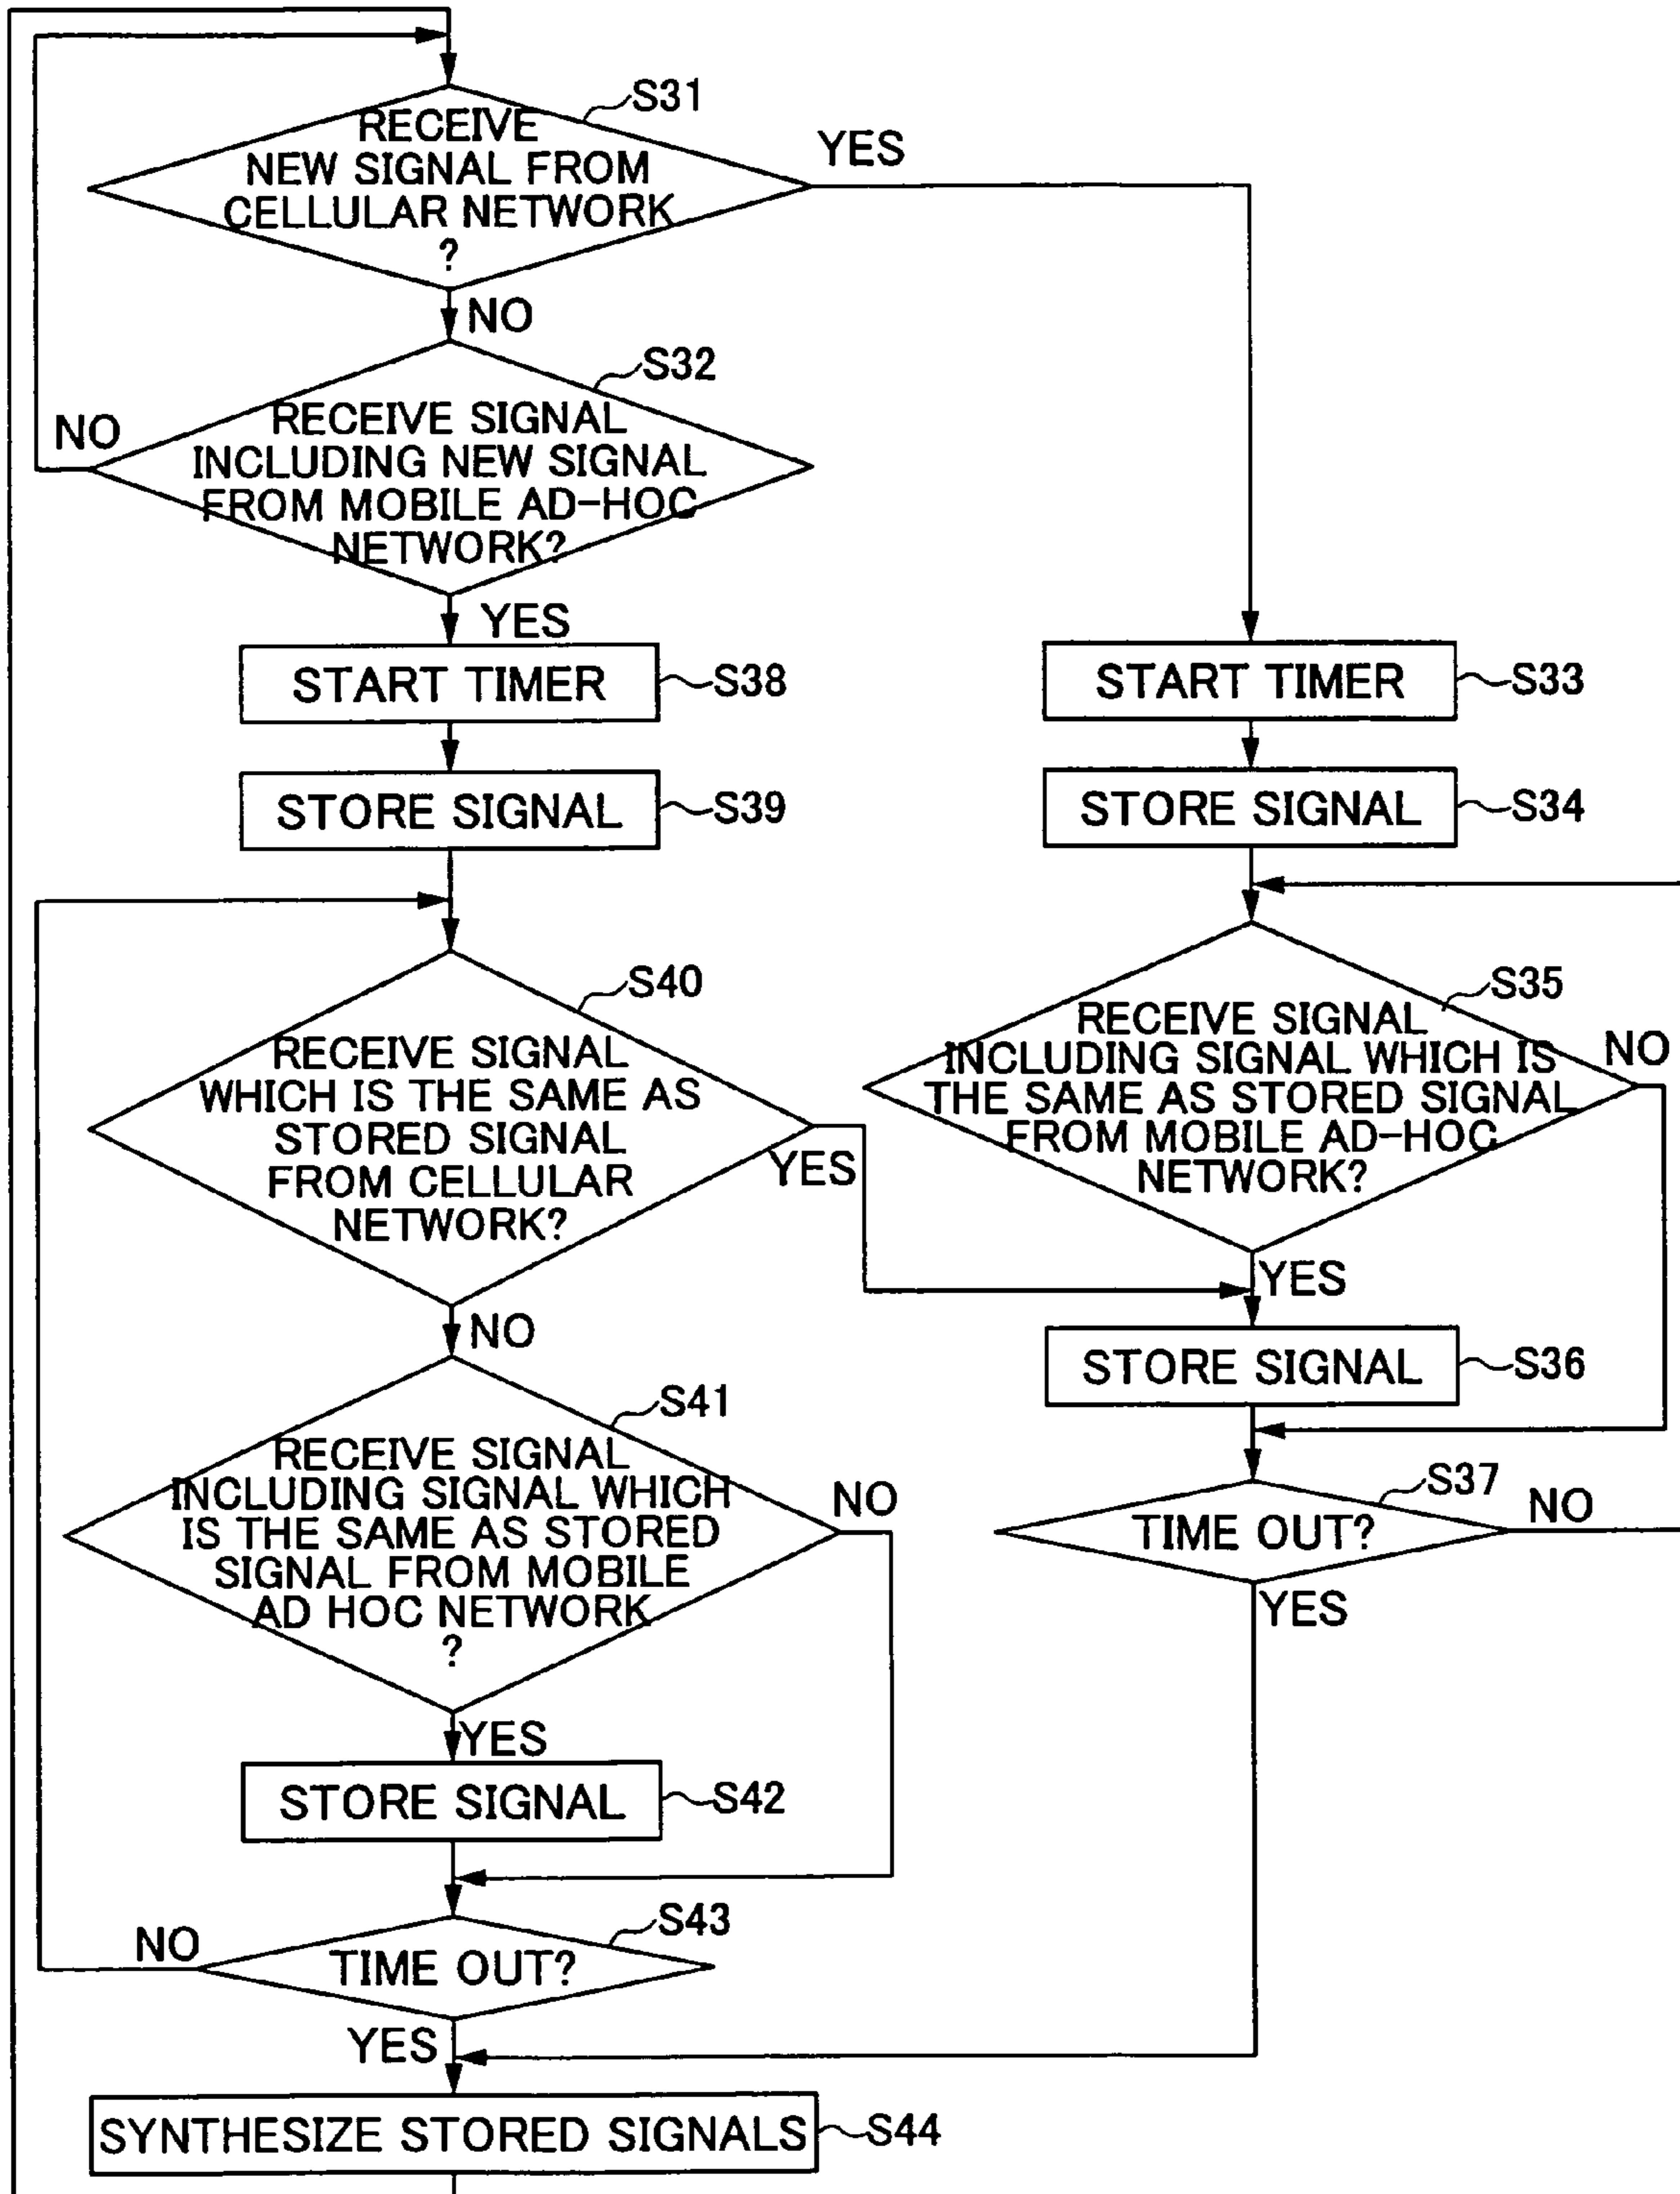 S31
RECEIVE
NEW SIGNAL FROM
CELLULAR NETWORK
?
YES
NO
S32
RECEIVE SIGNAL
INCLUDING NEW SIGNAL
FROM MOBILE AD-HOC
NETWORK?
NO
YES
START TIMER
S38
START TIMER
S33
STORE SIGNAL
S39
STORE SIGNAL
S34
S40
RECEIVE SIGNAL
WHICH IS THE SAME AS
STORED SIGNAL
FROM CELLULAR
NETWORK?
YES
NO
S35
RECEIVE SIGNAL
INCLUDING SIGNAL WHICH IS
THE SAME AS STORED SIGNAL
FROM MOBILE AD-HOC
NETWORK?
NO
YES
STORE SIGNAL
S36
S41
RECEIVE SIGNAL
INCLUDING SIGNAL WHICH
IS THE SAME AS STORED
SIGNAL FROM MOBILE
AD HOC NETWORK
?
NO
YES
S37
TIME OUT?
NO
YES
STORE SIGNAL
S42
S43
TIME OUT?
NO
YES
SYNTHESIZE STORED SIGNALS
S44